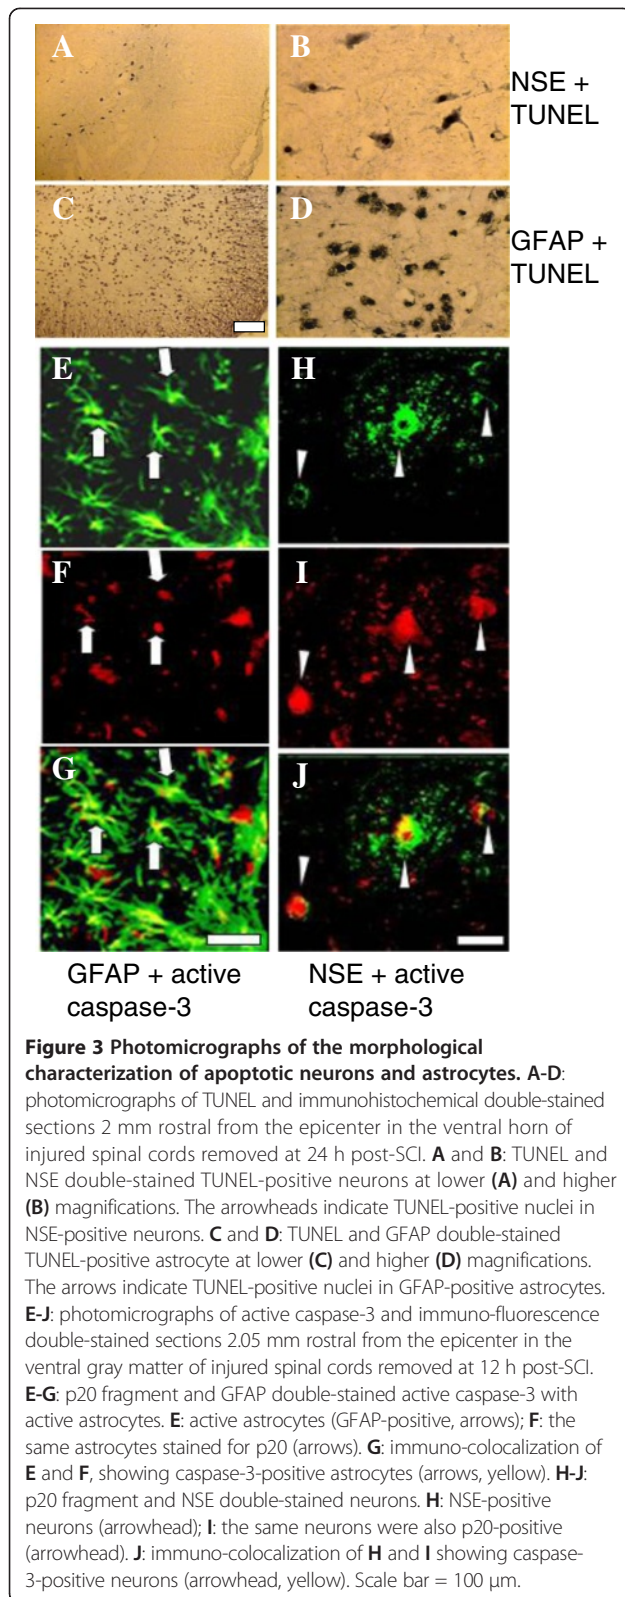 A
B
NSE +
TUNEL
C
D
GFAP +
TUNEL
E
H
F
I
G
J
GFAP + active
caspase-3
NSE + active
caspase-3
Figure 3 Photomicrographs of the morphological
characterization of apoptotic neurons and astrocytes. A-D:
photomicrographs of TUNEL and immunohistochemical double-stained
sections 2 mm rostral from the epicenter in the ventral horn of
injured spinal cords removed at 24 h post-SCI. A and B: TUNEL and
NSE double-stained TUNEL-positive neurons at lower (A) and higher
(B) magnifications. The arrowheads indicate TUNEL-positive nuclei in
NSE-positive neurons. C and D: TUNEL and GFAP double-stained
TUNEL-positive astrocyte at lower (C) and higher (D) magnifications.
The arrows indicate TUNEL-positive nuclei in GFAP-positive astrocytes.
E-J: photomicrographs of active caspase-3 and immuno-fluorescence
double-stained sections 2.05 mm rostral from the epicenter in the
ventral gray matter of injured spinal cords removed at 12 h post-SCI.
E-G: p20 fragment and GFAP double-stained active caspase-3 with
active astrocytes. E: active astrocytes (GFAP-positive, arrows); F: the
same astrocytes stained for p20 (arrows). G: immuno-colocalization of
E and F, showing caspase-3-positive astrocytes (arrows, yellow). H-J:
p20 fragment and NSE double-stained neurons. H: NSE-positive
neurons (arrowhead); I: the same neurons were also p20-positive
(arrowhead). J: immuno-colocalization of H and I showing caspase-
3-positive neurons (arrowhead, yellow). Scale bar = 100 μm.